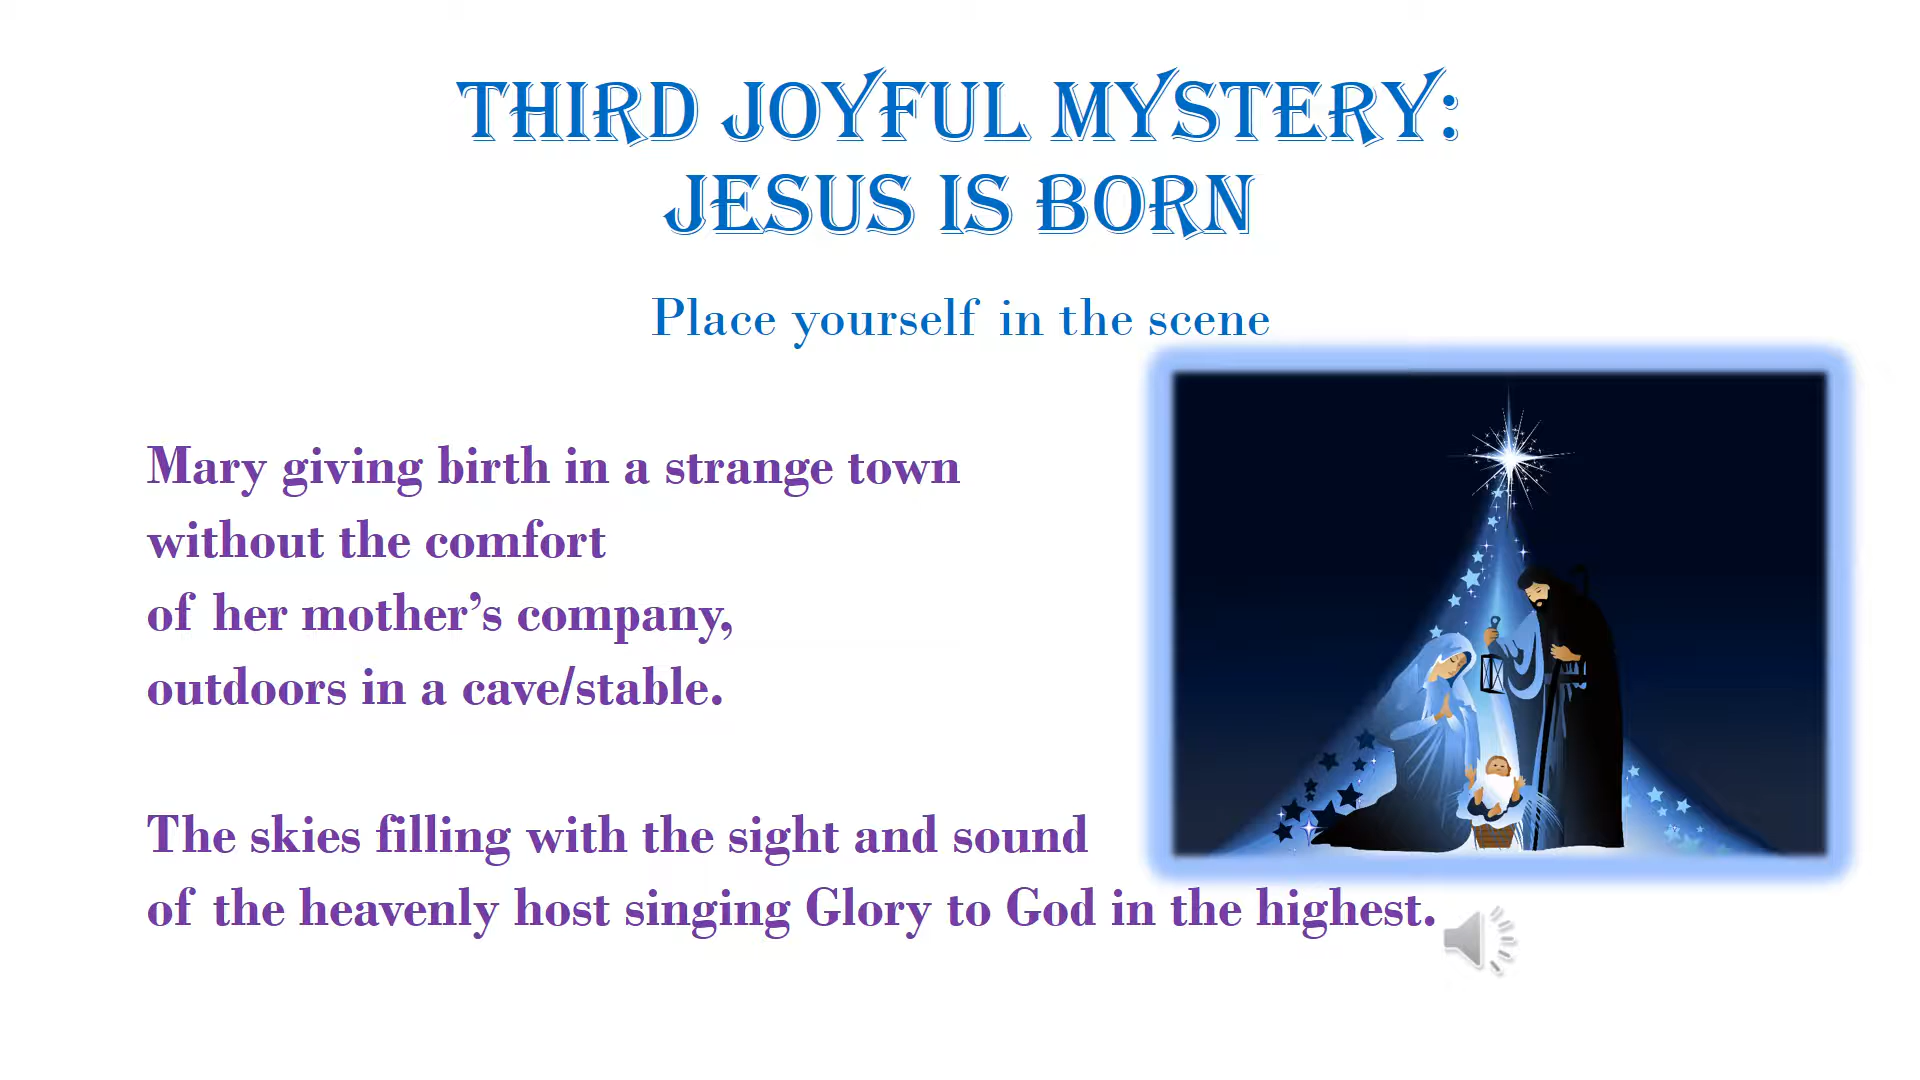 THIRD JOYFUL MYSTERY:
JESUS IS BORN
Place yourself in the scene
Mary giving birth in a strange town
without the comfort
of her mother’s company,
outdoors in a cave/stable.
The skies filling with the sight and sound
of the heavenly host singing Glory to God in the highest.